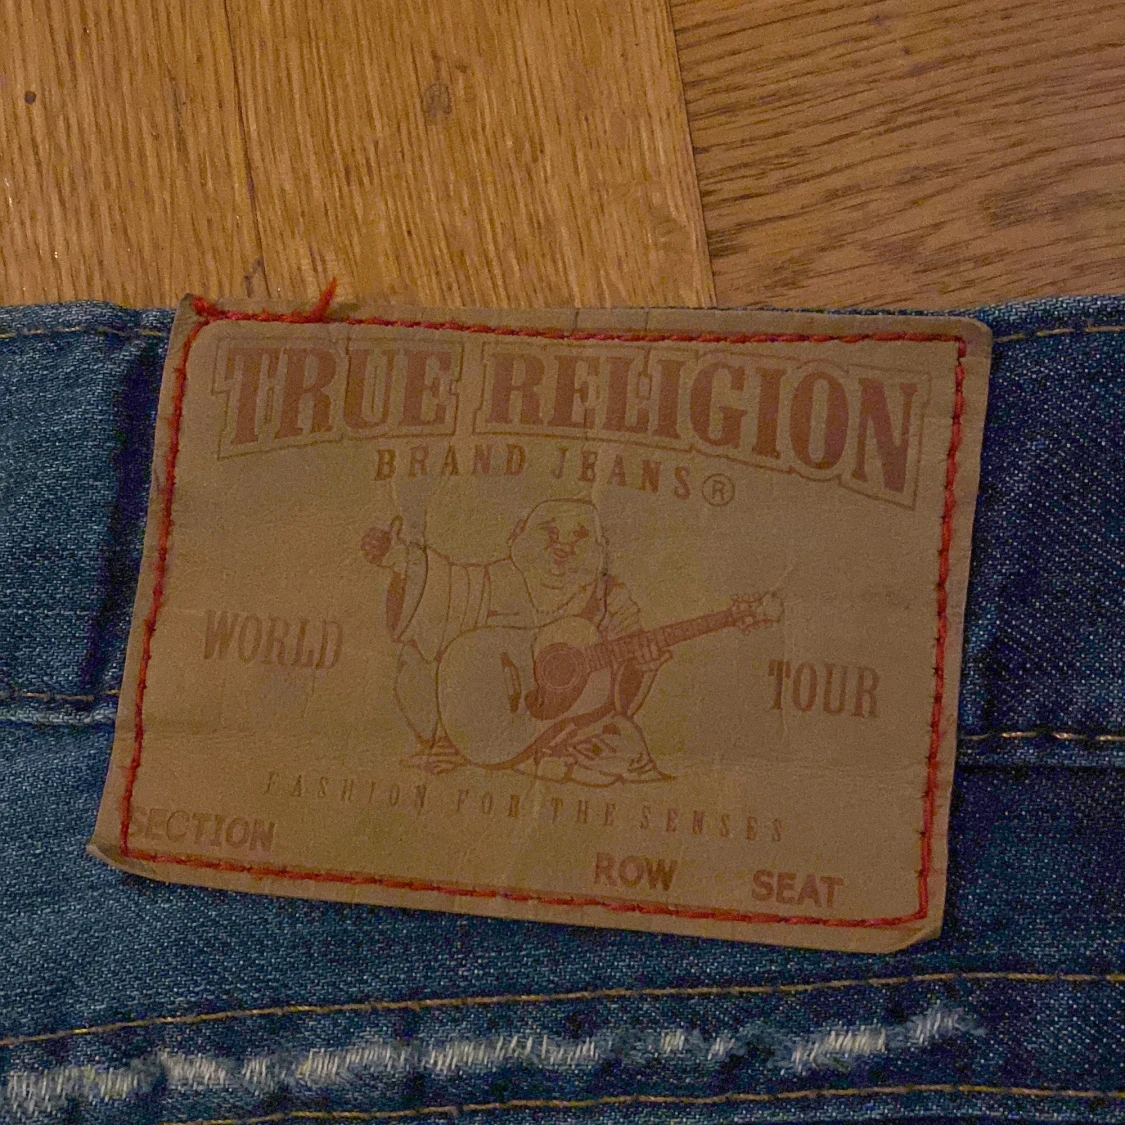 TRUE RELIGION
BRAND JEANS®
WORLD TOUR
FASHION FOR THE SENSES
SECTION ROW SEAT